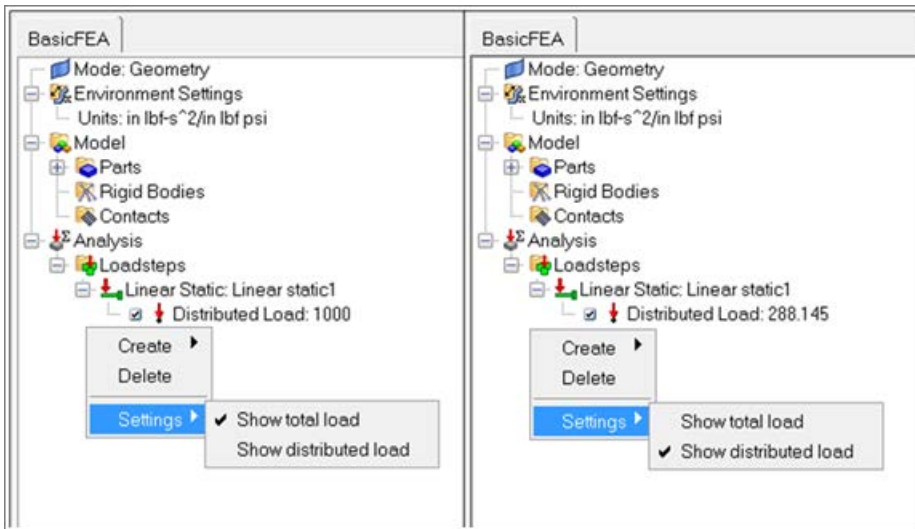 BasicFEA
Mode: Geometry
Environment Settings
Units: in lbf-s^2/in lbf psi
Model
Parts
Rigid Bodies
Contacts
Analysis
Loadsteps
Linear Static: Linear static1
Distributed Load: 1000
Create
Delete
Settings
Show total load
Show distributed load
BasicFEA
Mode: Geometry
Environment Settings
Units: in lbf-s^2/in lbf psi
Model
Parts
Rigid Bodies
Contacts
Analysis
Loadsteps
Linear Static: Linear static1
Distributed Load: 288.145
Create
Delete
Settings
Show total load
Show distributed load